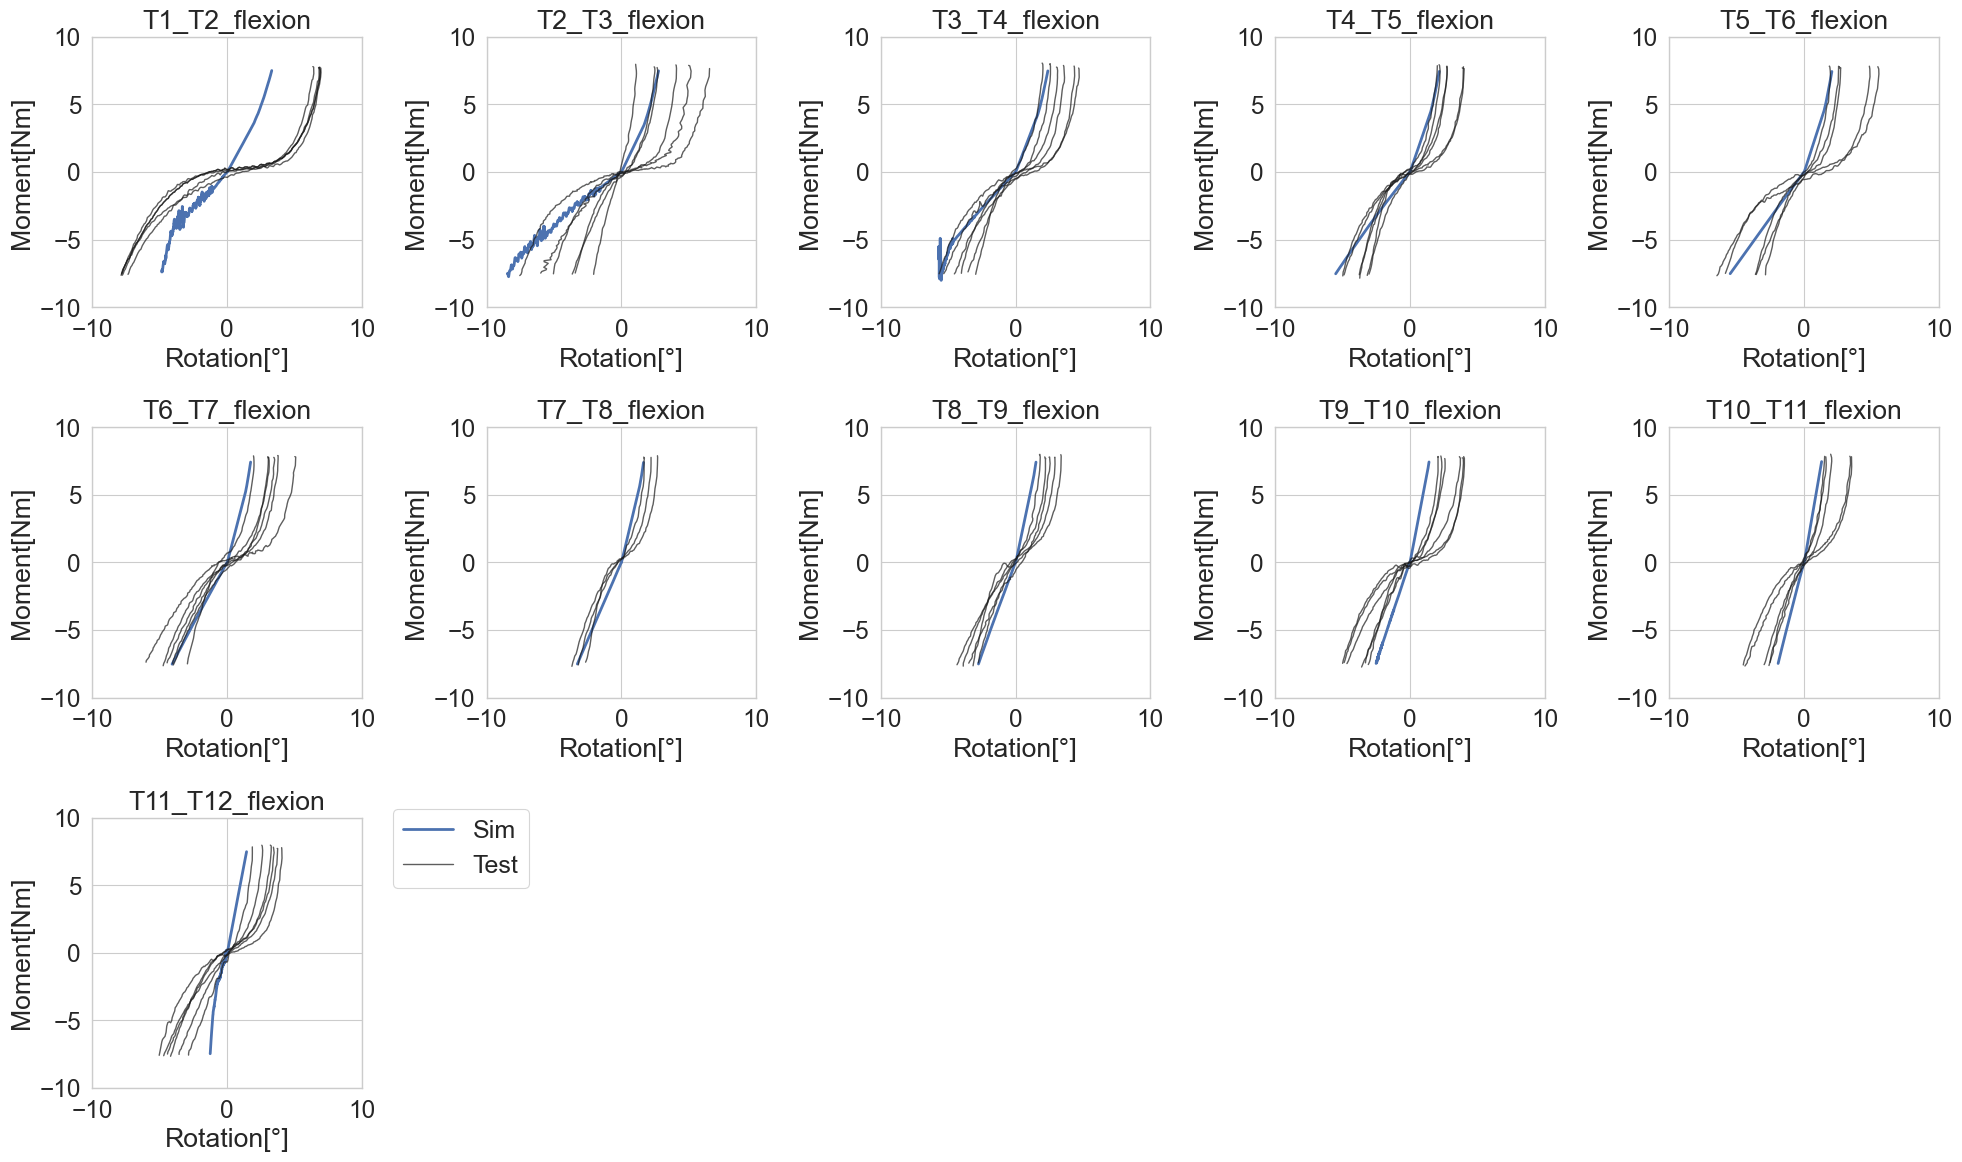 T1_T2_flexion
10
5
0
−5
−10
−10 0 10
Moment[Nm]
Rotation[°]
T2_T3_flexion
10
5
0
−5
−10
−10 0 10
Moment[Nm]
Rotation[°]
T3_T4_flexion
10
5
0
−5
−10
−10 0 10
Moment[Nm]
Rotation[°]
T4_T5_flexion
10
5
0
−5
−10
−10 0 10
Moment[Nm]
Rotation[°]
T5_T6_flexion
10
5
0
−5
−10
−10 0 10
Moment[Nm]
Rotation[°]
T6_T7_flexion
10
5
0
−5
−10
−10 0 10
Moment[Nm]
Rotation[°]
T7_T8_flexion
10
5
0
−5
−10
−10 0 10
Moment[Nm]
Rotation[°]
T8_T9_flexion
10
5
0
−5
−10
−10 0 10
Moment[Nm]
Rotation[°]
T9_T10_flexion
10
5
0
−5
−10
−10 0 10
Moment[Nm]
Rotation[°]
T10_T11_flexion
10
5
0
−5
−10
−10 0 10
Moment[Nm]
Rotation[°]
T11_T12_flexion
10
5
0
−5
−10
−10 0 10
Moment[Nm]
Rotation[°]
Sim
Test